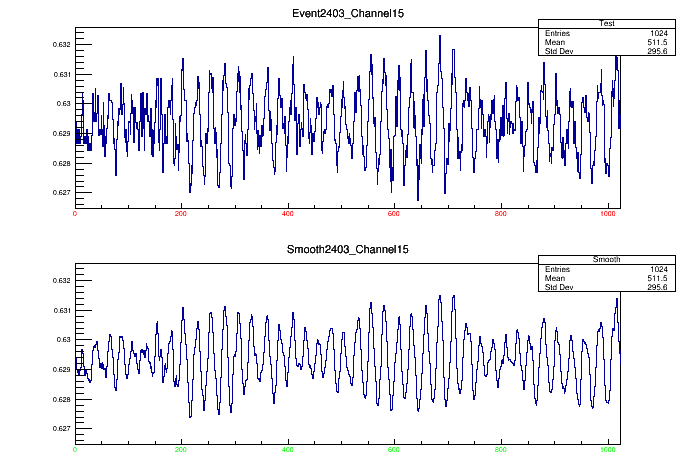 Event2403_Channel15
Test
Entries 1024
Mean 511.5
Std Dev 295.6
0.632
0.631
0.63
0.629
0.628
0.627
0 200 400 600 800 1000
Smooth2403_Channel15
Smooth
Entries 1024
Mean 511.5
Std Dev 295.6
0.632
0.631
0.63
0.629
0.628
0.627
0 200 400 600 800 1000